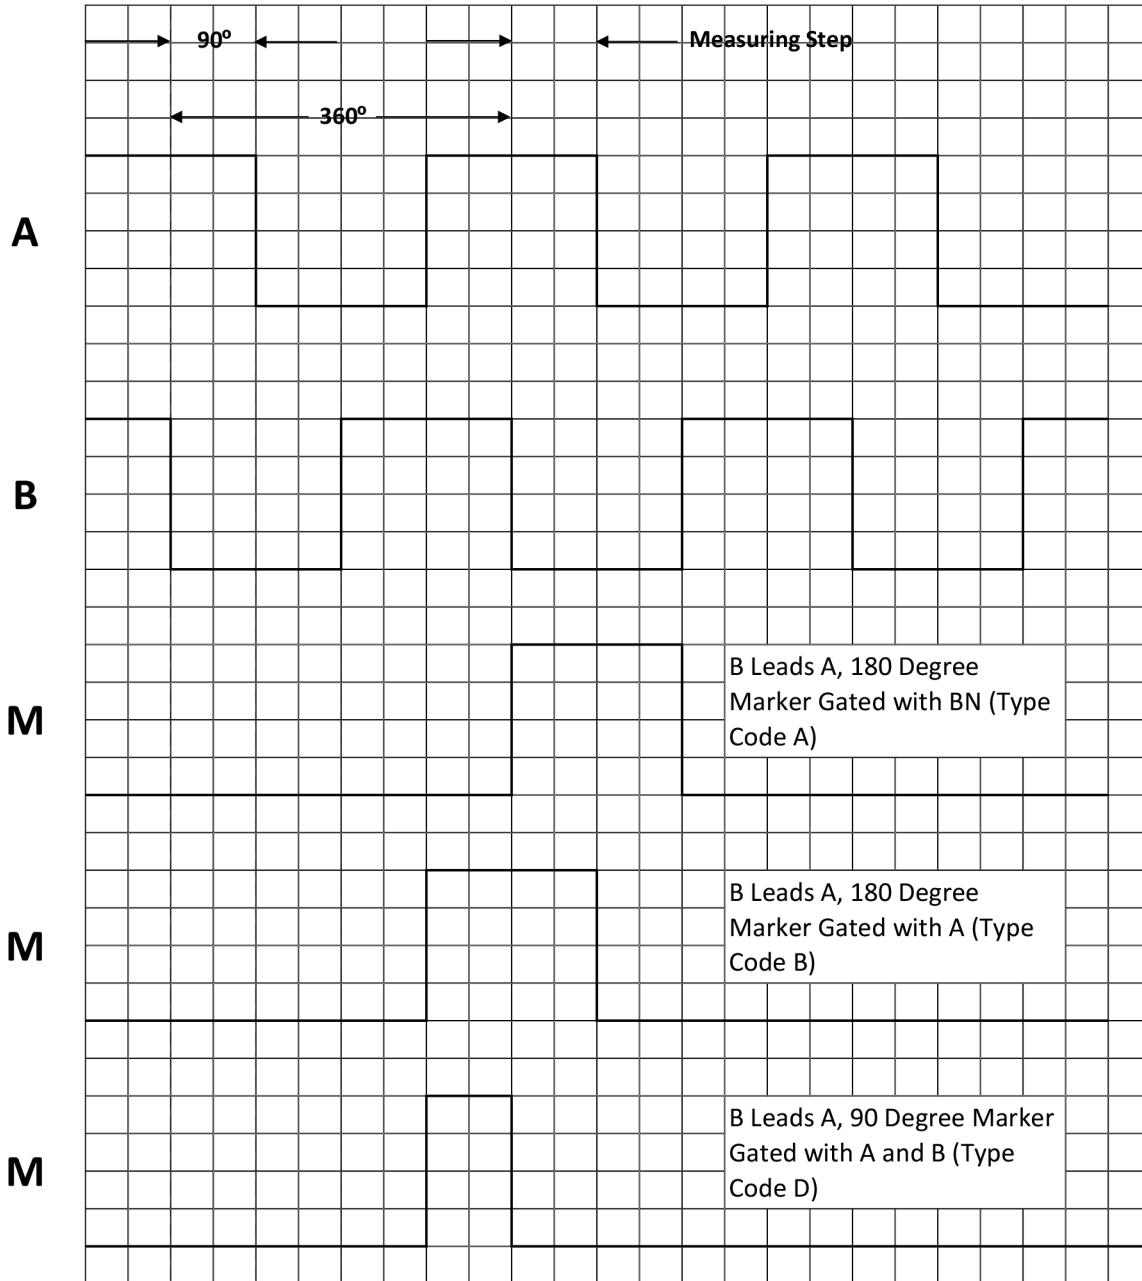 90º
Measuring Step
360º
A
B
M
B Leads A, 180 Degree
Marker Gated with BN (Type
Code A)
M
B Leads A, 180 Degree
Marker Gated with A (Type
Code B)
M
B Leads A, 90 Degree Marker
Gated with A and B (Type
Code D)